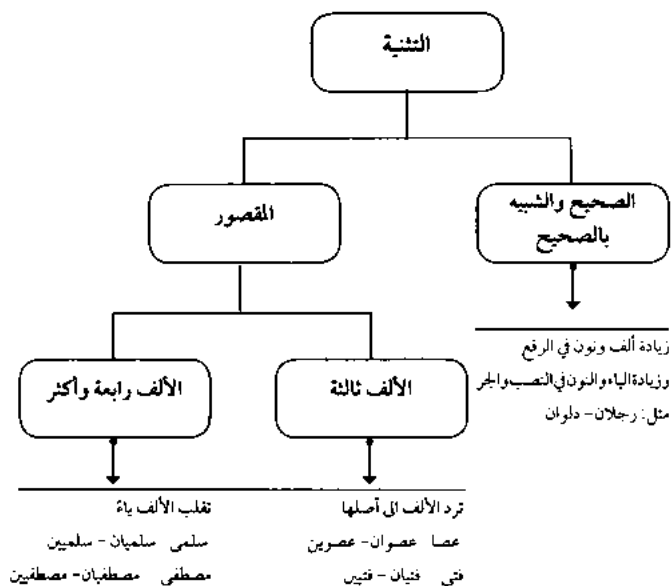 التثنية
الصحيح والشبيه
بالصحيح
المقصور
زيادة ألف ونون في الرفع
وزيادة الياء والنون في النصب والجر
مثل: رجلان - دلوان
الألف ثالثة
الألف رابعة وأكثر
ترد الألف الى أصلها
عصا عصوان - عصوين
فتى فتيان - فتيين
تقلب الألف ياءً
سلمى سلميان - سلميين
مصطفى مصطفيان - مصطفيين